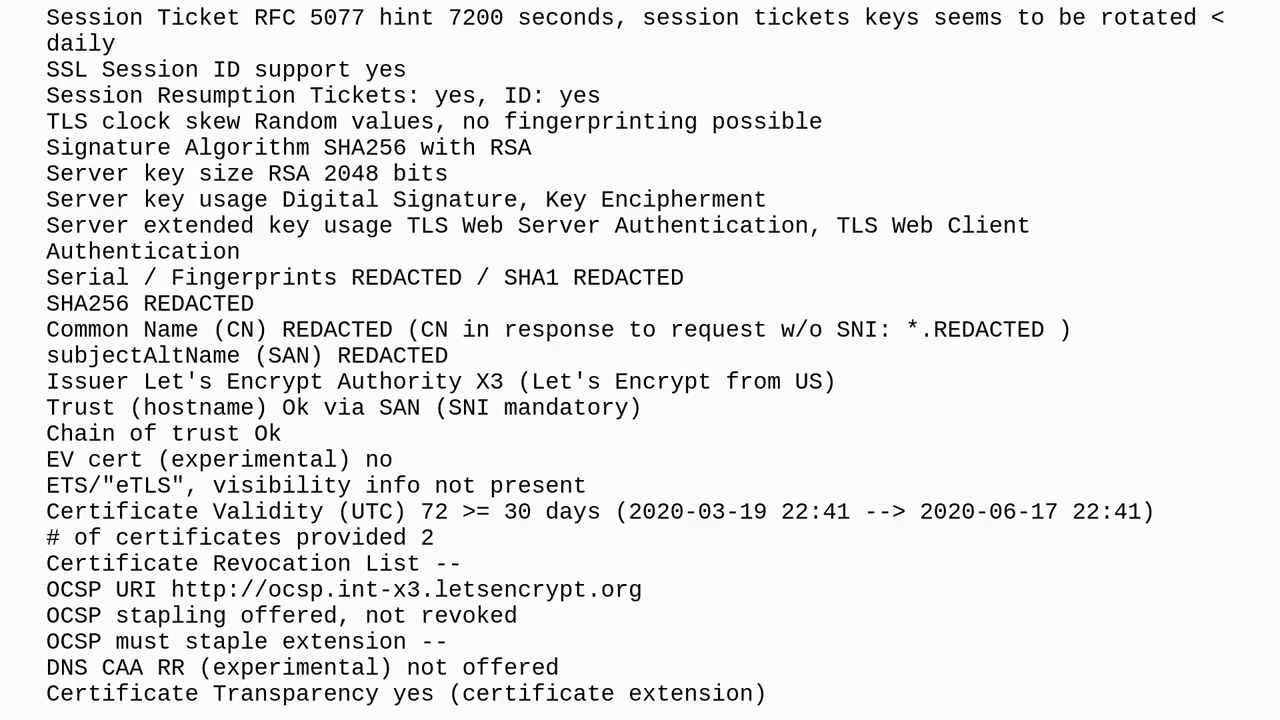 Session Ticket RFC 5077 hint 7200 seconds, session tickets keys seems to be rotated <
daily
SSL Session ID support yes
Session Resumption Tickets: yes, ID: yes
TLS clock skew Random values, no fingerprinting possible
Signature Algorithm SHA256 with RSA
Server key size RSA 2048 bits
Server key usage Digital Signature, Key Encipherment
Server extended key usage TLS Web Server Authentication, TLS Web Client
Authentication
Serial / Fingerprints REDACTED / SHA1 REDACTED
SHA256 REDACTED
Common Name (CN) REDACTED (CN in response to request w/o SNI: *.REDACTED )
subjectAltName (SAN) REDACTED
Issuer Let's Encrypt Authority X3 (Let's Encrypt from US)
Trust (hostname) Ok via SAN (SNI mandatory)
Chain of trust Ok
EV cert (experimental) no
ETS/"eTLS", visibility info not present
Certificate Validity (UTC) 72 >= 30 days (2020-03-19 22:41 --> 2020-06-17 22:41)
# of certificates provided 2
Certificate Revocation List --
OCSP URI http://ocsp.int-x3.letsencrypt.org
OCSP stapling offered, not revoked
OCSP must staple extension --
DNS CAA RR (experimental) not offered
Certificate Transparency yes (certificate extension)